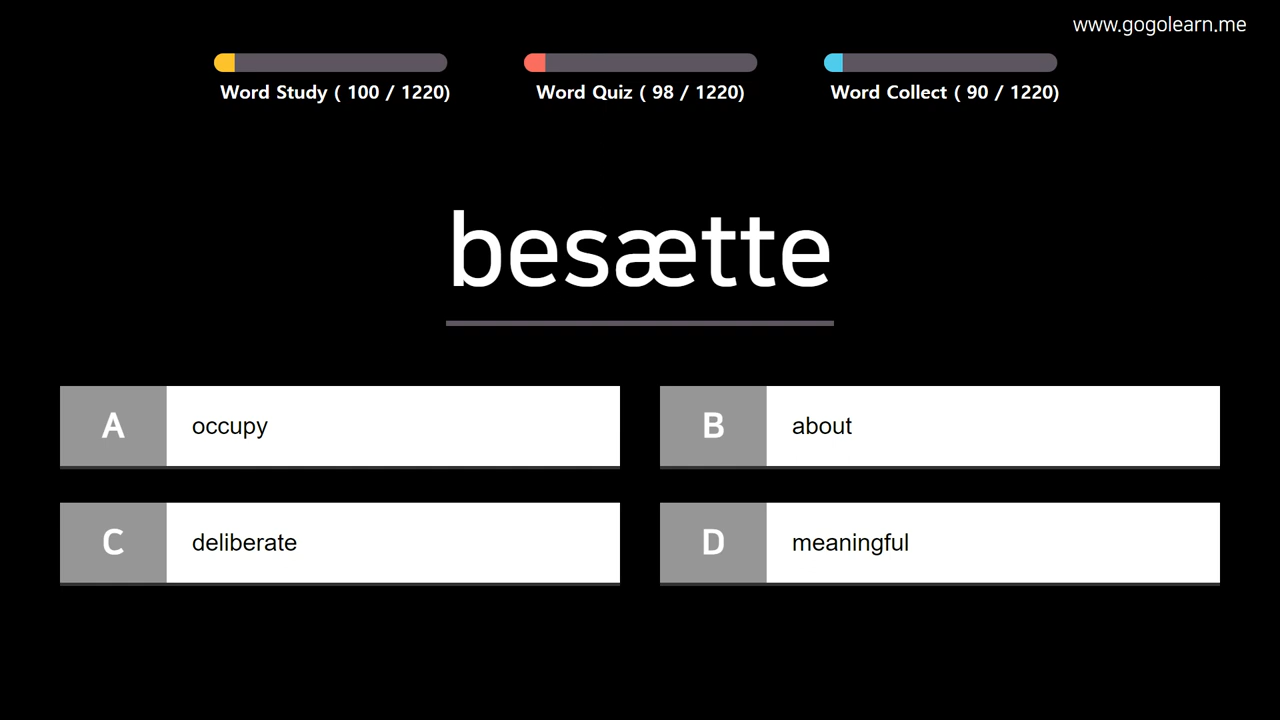 www.gogolearn.me
Word Study ( 100 / 1220)
Word Quiz ( 98 / 1220)
Word Collect ( 90 / 1220)
besætte
A occupy
B about
C deliberate
D meaningful